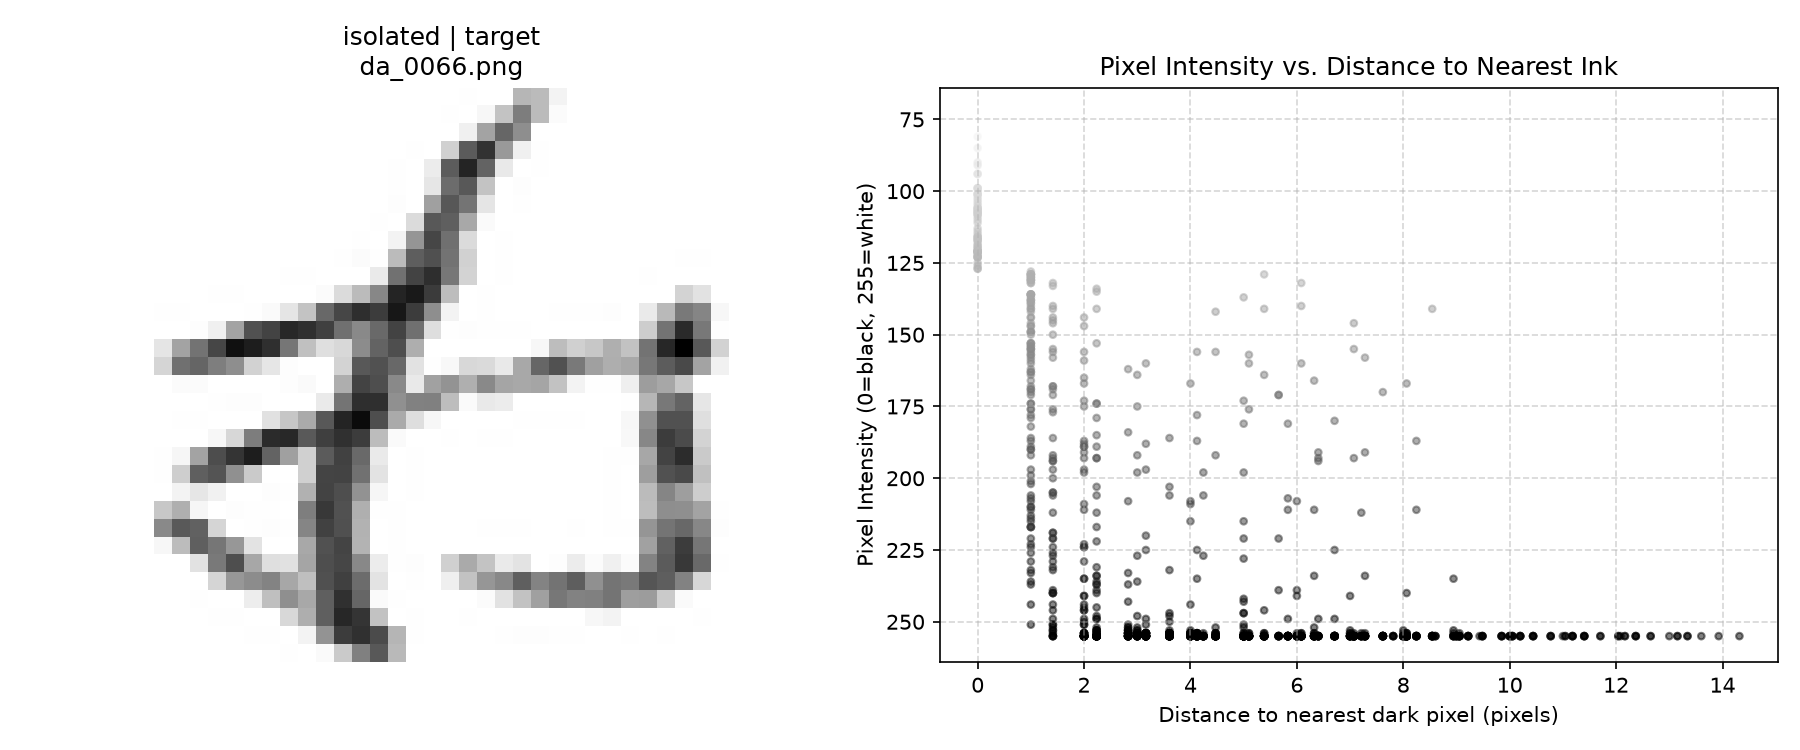 isolated | target
da_0066.png
Pixel Intensity vs. Distance to Nearest Ink
Pixel Intensity (0=black, 255=white)
75
100
125
150
175
200
225
250
0 2 4 6 8 10 12 14
Distance to nearest dark pixel (pixels)